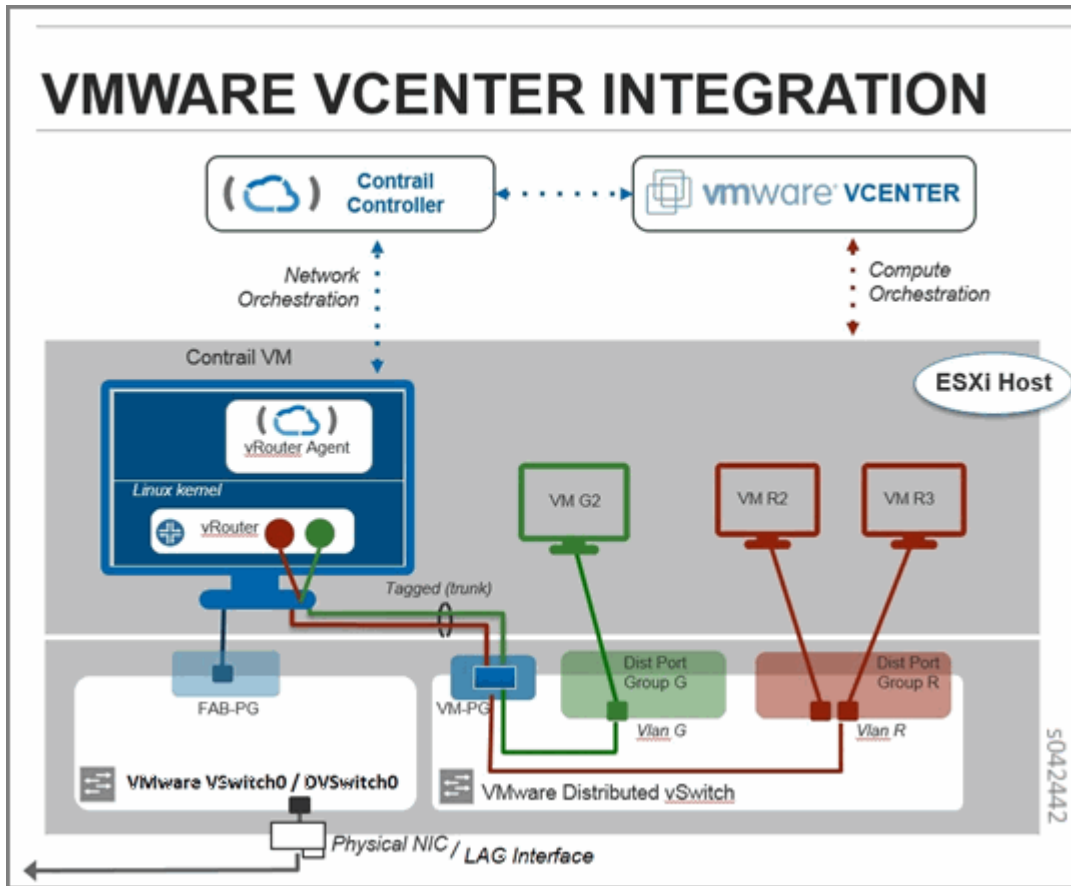 VMWARE VCENTER INTEGRATION
Contrail
Controller
vmware® VCENTER
Network
Orchestration
Compute
Orchestration
Contrail VM
ESXi Host
vRouter Agent
Linux kernel
vRouter
VM G2
VM R2
VM R3
Tagged (trunk)
FAB-PG
VM-PG
Dist Port
Group G
Dist Port
Group R
Vlan G
Vlan R
VMware VSwitch0 / DVSwitch0
VMware Distributed vSwitch
Physical NIC / LAG Interface
s042442